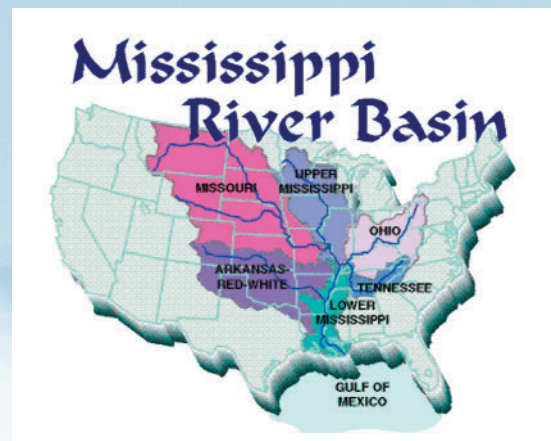 Mississippi
River Basin
MISSOURI
UPPER
MISSISSIPPI
OHIO
ARKANSAS-
RED-WHITE
TENNESSEE
LOWER
MISSISSIPPI
GULF OF
MEXICO